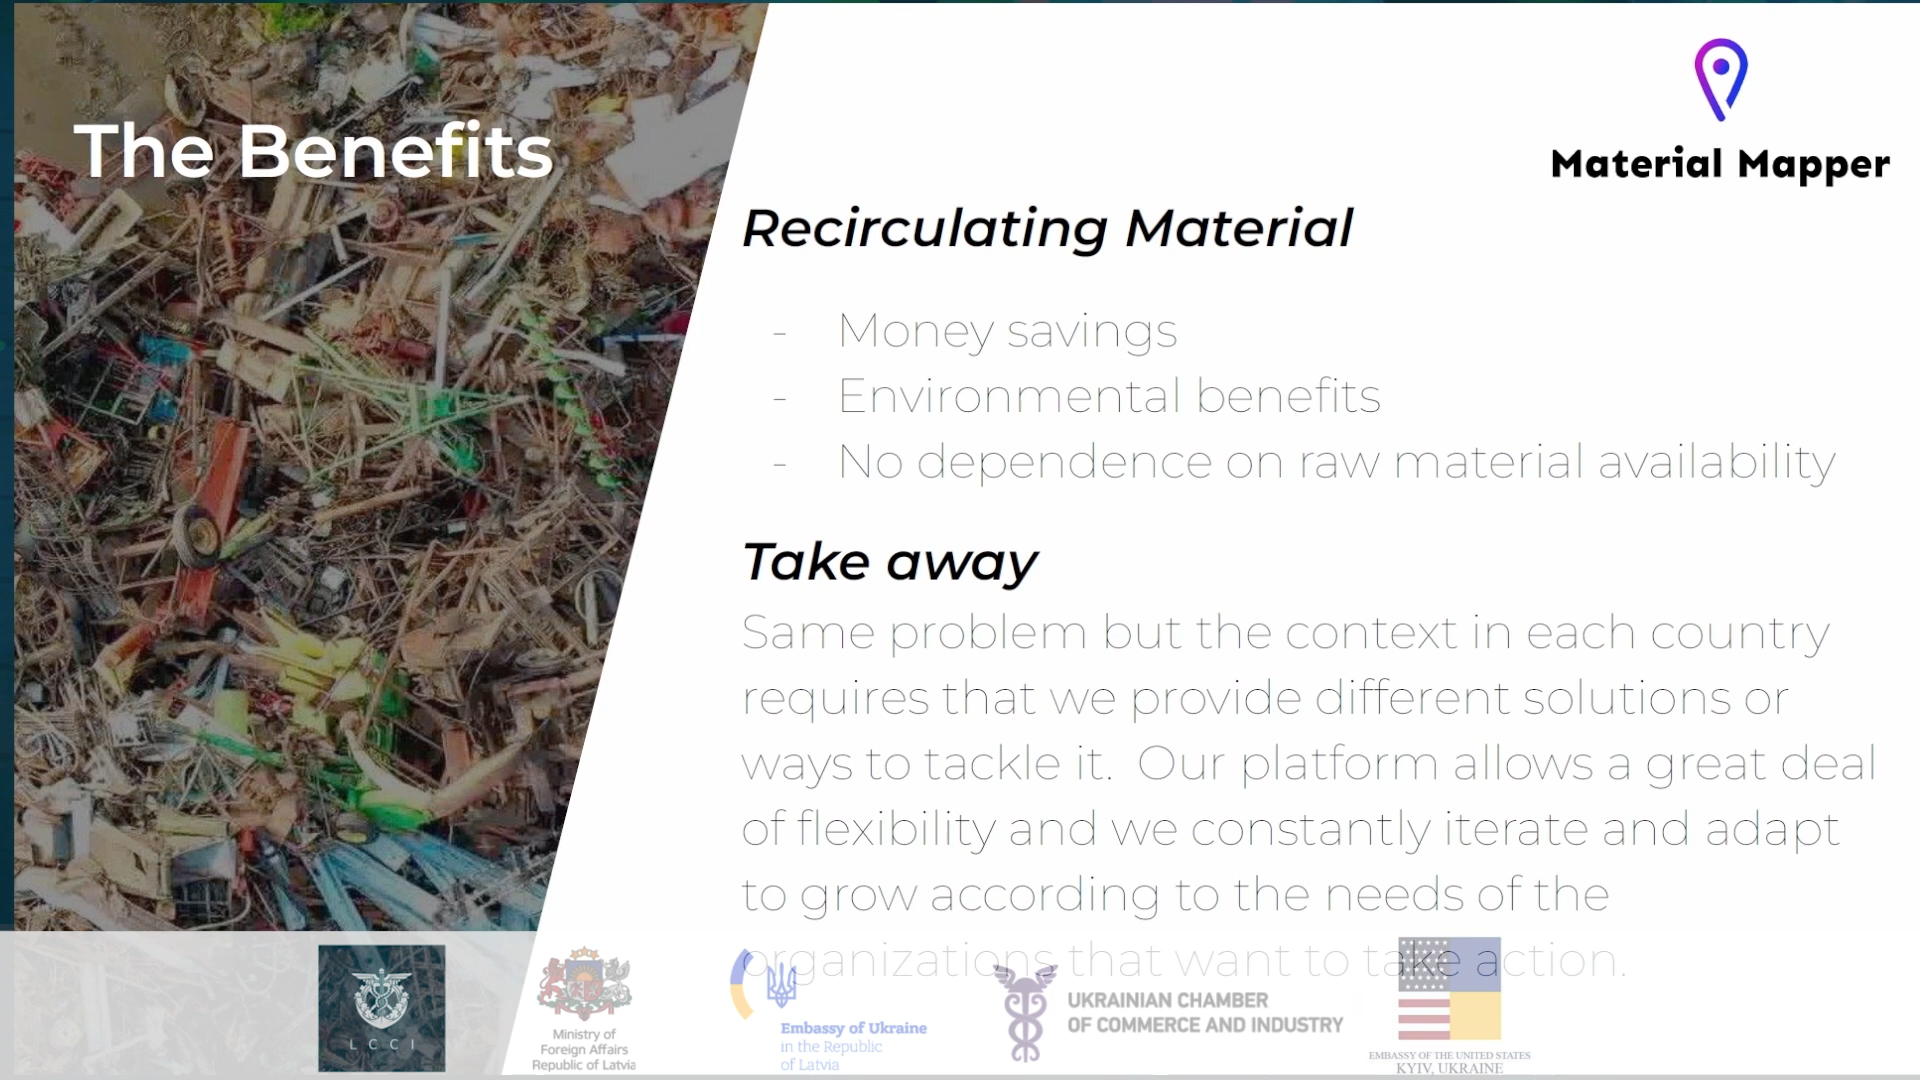 The Benefits
Material Mapper
Recirculating Material
- Money savings
- Environmental benefits
- No dependence on raw material availability
Take away
Same problem but the context in each country
requires that we provide different solutions or
ways to tackle it. Our platform allows a great deal
of flexibility and we constantly iterate and adapt
to grow according to the needs of the
organizations that want to take action.
LCCI
Ministry of
Foreign Affairs
Republic of Latvia
Embassy of Ukraine
in the Republic
of Latvia
UKRAINIAN CHAMBER
OF COMMERCE AND INDUSTRY
EMBASSY OF THE UNITED STATES
KYIV, UKRAINE